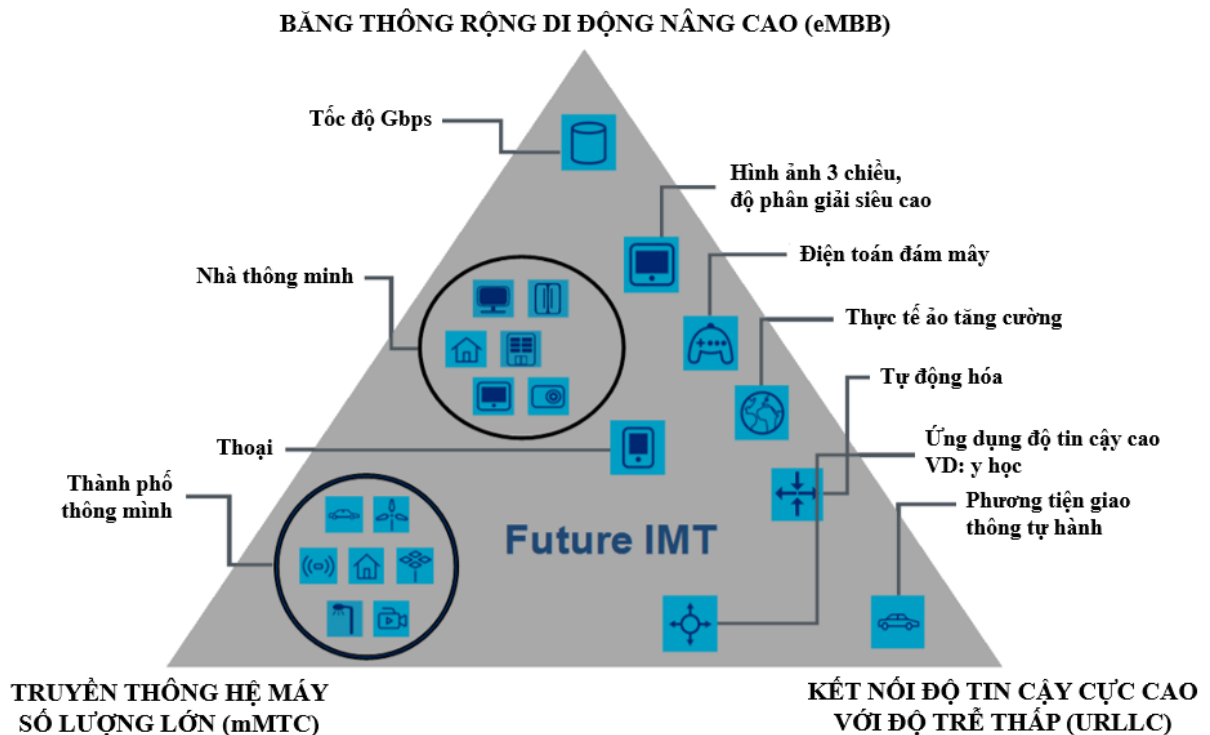 BĂNG THÔNG RỘNG DI ĐỘNG NÂNG CAO (eMBB)
Tốc độ Gbps
Hình ảnh 3 chiều,
độ phân giải siêu cao
Điện toán đám mây
Nhà thông minh
Thực tế ảo tăng cường
Tự động hóa
Thoại
Ứng dụng độ tin cậy cao
VD: y học
Thành phố
thông mình
Phương tiện giao
thông tự hành
Future IMT
TRUYỀN THÔNG HỆ MÁY
SỐ LƯỢNG LỚN (mMTC)
KẾT NỐI ĐỘ TIN CẬY CỰC CAO
VỚI ĐỘ TRỄ THẤP (URLLC)